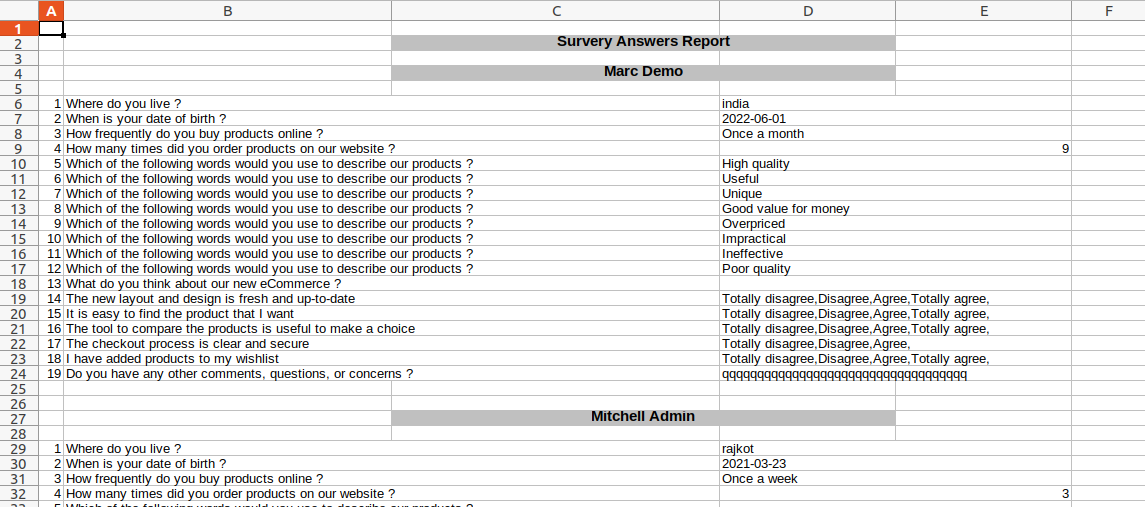 A B C D E F
1
2 Survery Answers Report
3
4 Marc Demo
5
6 1 Where do you live ? india
7 2 When is your date of birth ? 2022-06-01
8 3 How frequently do you buy products online ? Once a month
9 4 How many times did you order products on our website ? 9
10 5 Which of the following words would you use to describe our products ? High quality
11 6 Which of the following words would you use to describe our products ? Useful
12 7 Which of the following words would you use to describe our products ? Unique
13 8 Which of the following words would you use to describe our products ? Good value for money
14 9 Which of the following words would you use to describe our products ? Overpriced
15 10 Which of the following words would you use to describe our products ? Impractical
16 11 Which of the following words would you use to describe our products ? Ineffective
17 12 Which of the following words would you use to describe our products ? Poor quality
18 13 What do you think about our new eCommerce ?
19 14 The new layout and design is fresh and up-to-date Totally disagree,Disagree,Agree,Totally agree,
20 15 It is easy to find the product that I want Totally disagree,Disagree,Agree,Totally agree,
21 16 The tool to compare the products is useful to make a choice Totally disagree,Disagree,Agree,Totally agree,
22 17 The checkout process is clear and secure Totally disagree,Disagree,Agree,
23 18 I have added products to my wishlist Totally disagree,Disagree,Agree,Totally agree,
24 19 Do you have any other comments, questions, or concerns ? qqqqqqqqqqqqqqqqqqqqqqqqqqqqqqqqqqq
25
26
27 Mitchell Admin
28
29 1 Where do you live ? rajkot
30 2 When is your date of birth ? 2021-03-23
31 3 How frequently do you buy products online ? Once a week
32 4 How many times did you order products on our website ? 3
33 5 Which of the following words would you use to describe our products ?